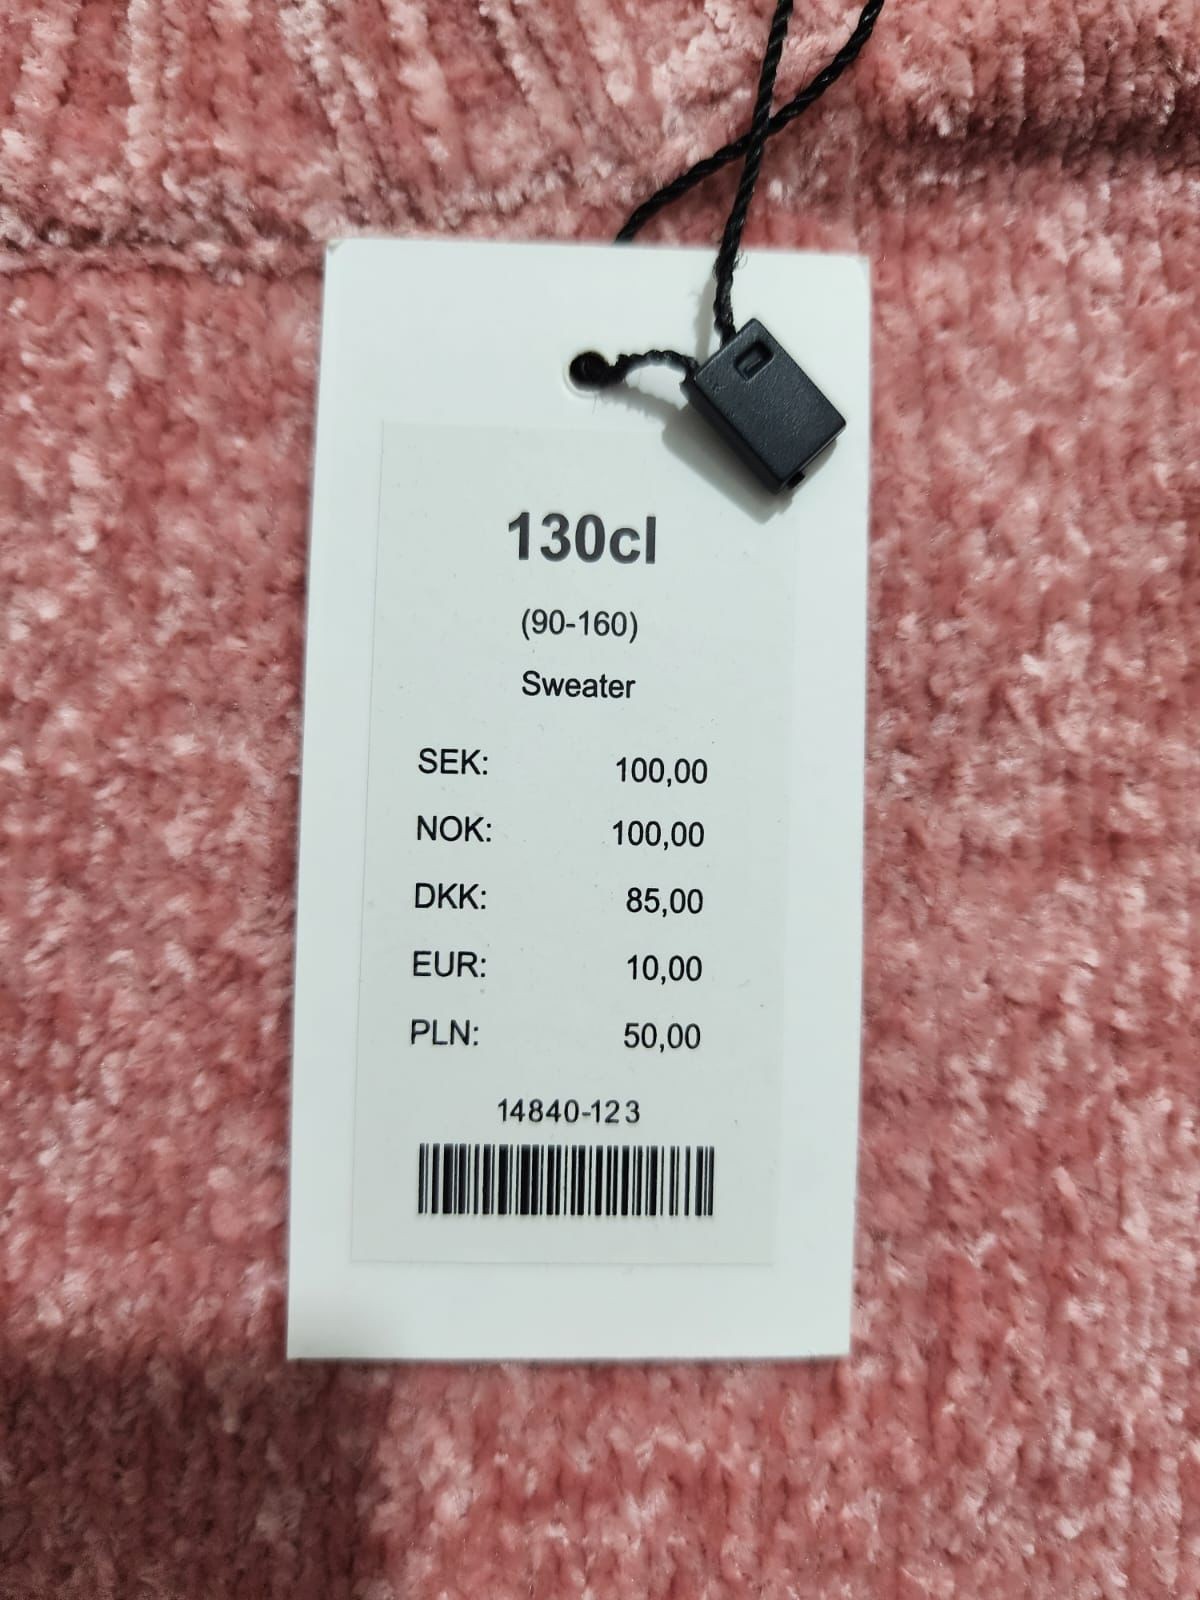 130cl
(90-160)
Sweater
SEK: 100,00
NOK: 100,00
DKK: 85,00
EUR: 10,00
PLN: 50,00
14840-123